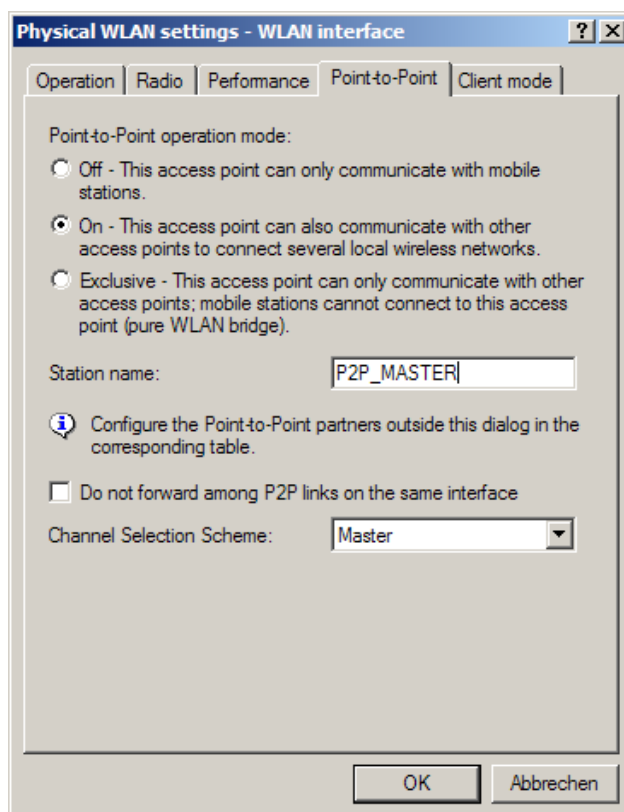 Physical WLAN settings - WLAN interface
Operation Radio Performance Point-to-Point Client mode
Point-to-Point operation mode:
Off - This access point can only communicate with mobile
stations.
On - This access point can also communicate with other
access points to connect several local wireless networks.
Exclusive - This access point can only communicate with other
access points; mobile stations cannot connect to this access
point (pure WLAN bridge).
Station name: P2P_MASTER
Configure the Point-to-Point partners outside this dialog in the
corresponding table.
Do not forward among P2P links on the same interface
Channel Selection Scheme: Master
OK Abbrechen